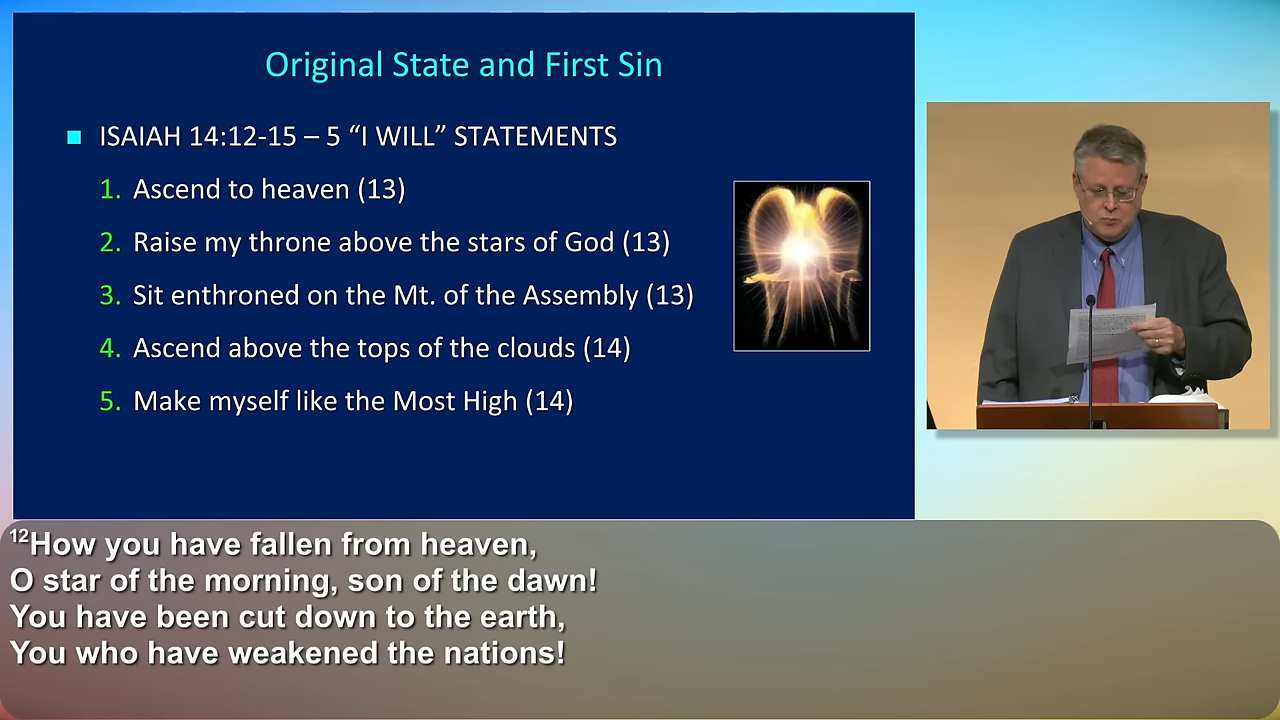 Original State and First Sin
ISAIAH 14:12-15 – 5 “I WILL” STATEMENTS
1. Ascend to heaven (13)
2. Raise my throne above the stars of God (13)
3. Sit enthroned on the Mt. of the Assembly (13)
4. Ascend above the tops of the clouds (14)
5. Make myself like the Most High (14)
12How you have fallen from heaven,
O star of the morning, son of the dawn!
You have been cut down to the earth,
You who have weakened the nations!